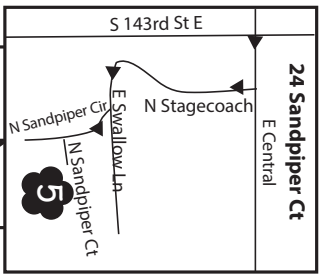 S 143rd St E
24 Sandpiper Ct
E Central
N Stagecoach
E Swallow Ln
N Sandpiper Cir
N Sandpiper Ct
5